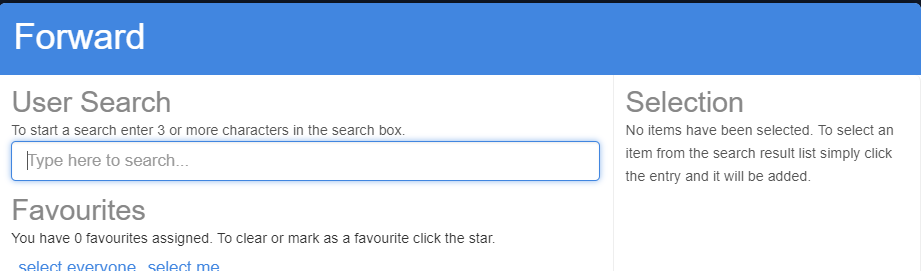 Forward
User Search
To start a search enter 3 or more characters in the search box.
Type here to search...
Favourites
You have 0 favourites assigned. To clear or mark as a favourite click the star.
select everyone select me
Selection
No items have been selected. To select an
item from the search result list simply click
the entry and it will be added.